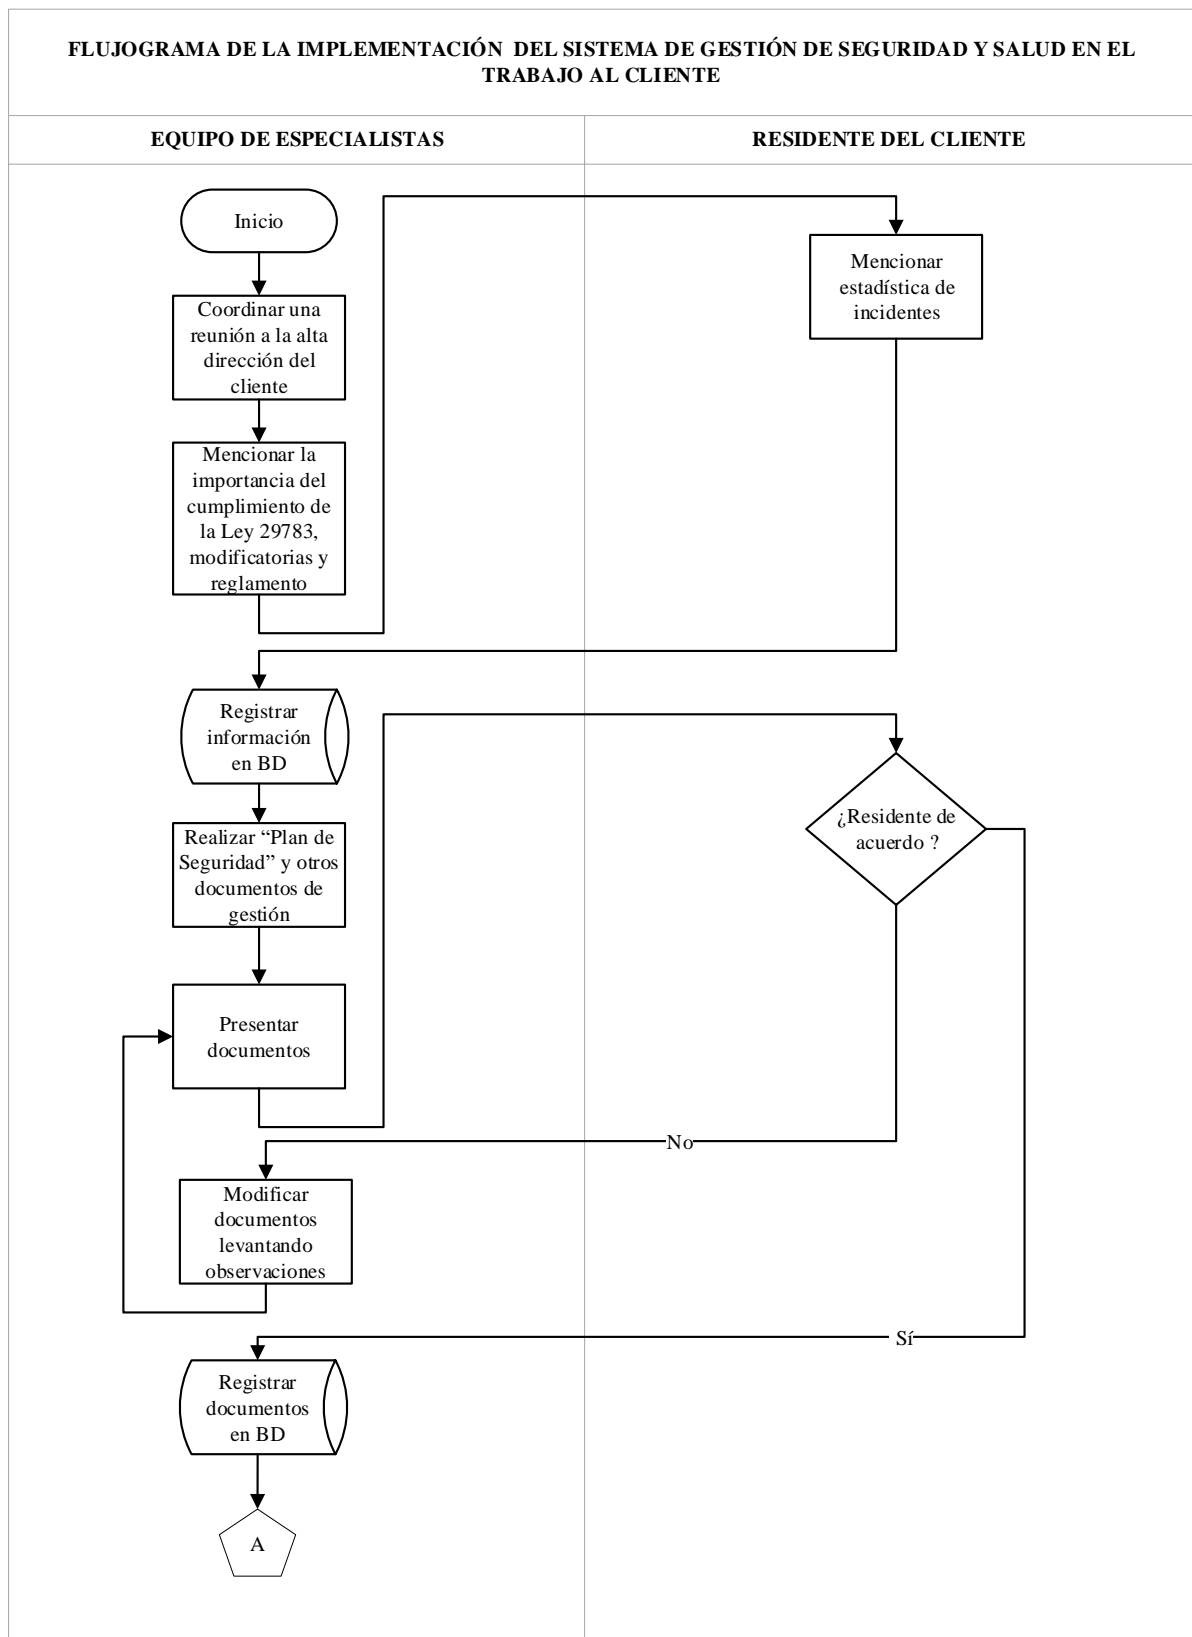 FLUJOGRAMA DE LA IMPLEMENTACIÓN DEL SISTEMA DE GESTIÓN DE SEGURIDAD Y SALUD EN EL
TRABAJO AL CLIENTE
EQUIPO DE ESPECIALISTAS
RESIDENTE DEL CLIENTE
Inicio
Coordinar una
reunión a la alta
dirección del
cliente
Mencionar la
importancia del
cumplimiento de
la Ley 29783,
modificatorias y
reglamento
Mencionar
estadística de
incidentes
Registrar
información
en BD
Realizar “Plan de
Seguridad” y otros
documentos de
gestión
Presentar
documentos
¿Residente de
acuerdo ?
No
Modificar
documentos
levantando
observaciones
Sí
Registrar
documentos
en BD
A